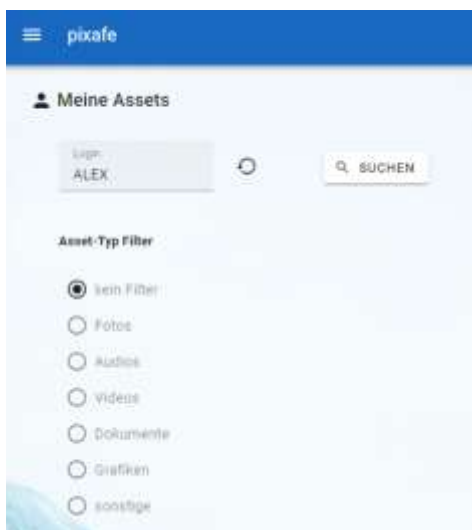 pixafe
Meine Assets
Login
ALEX
SUCHEN
Asset-Typ Filter
kein Filter
Fotos
Audios
Videos
Dokumente
Grafiken
sonstige